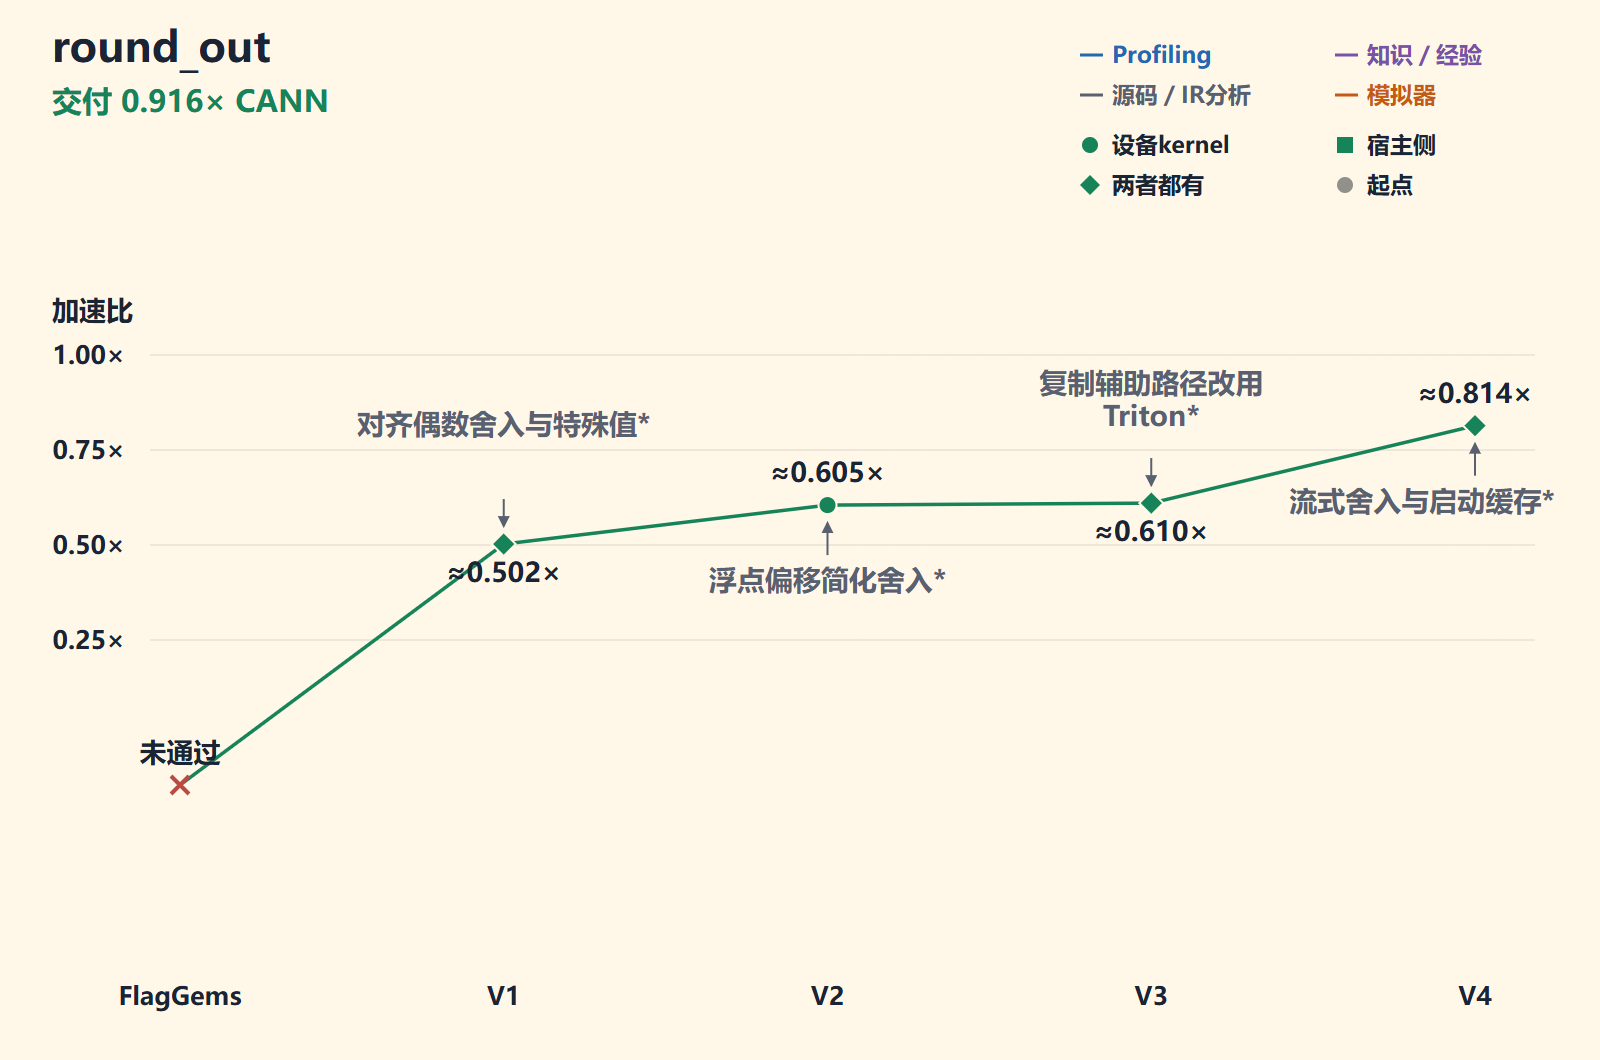 round_out
交付 0.916× CANN
Profiling
知识 / 经验
源码 / IR分析
模拟器
设备kernel
宿主侧
两者都有
起点
加速比
1.00×
0.75×
0.50×
0.25×
复制辅助路径改用
Triton*
≈0.814×
对齐偶数舍入与特殊值*
≈0.605×
流式舍入与启动缓存*
≈0.610×
≈0.502×
浮点偏移简化舍入*
未通过
FlagGems
V1
V2
V3
V4